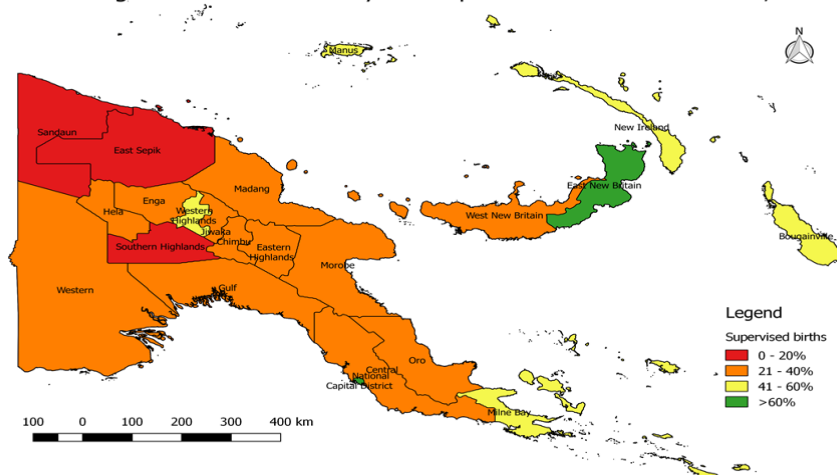 N
Manus
New Ireland
Sandaun
East Sepik
Madang
East New Britain
West New Britain
Enga
Hela
Western
Highlands
Jiwaka
Chimbu
Southern Highlands
Eastern
Highlands
Morobe
Bougainville
Western
Gulf
Oro
Central
National
Capital District
Milne Bay
Legend
Supervised births
0 - 20%
21 - 40%
41 - 60%
>60%
100 0 100 200 300 400 km